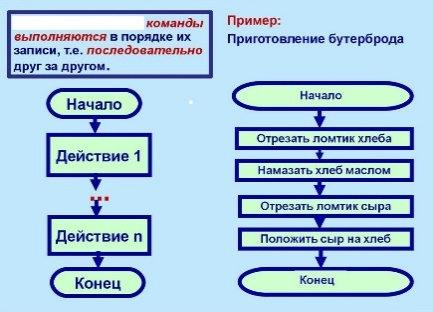 команды
выполняются в порядке их
записи, т.е. последовательно
друг за другом.
Пример:
Приготовление бутерброда
Начало
Действие 1
...
Действие n
Конец
Начало
Отрезать ломтик хлеба
Намазать хлеб маслом
Отрезать ломтик сыра
Положить сыр на хлеб
Конец